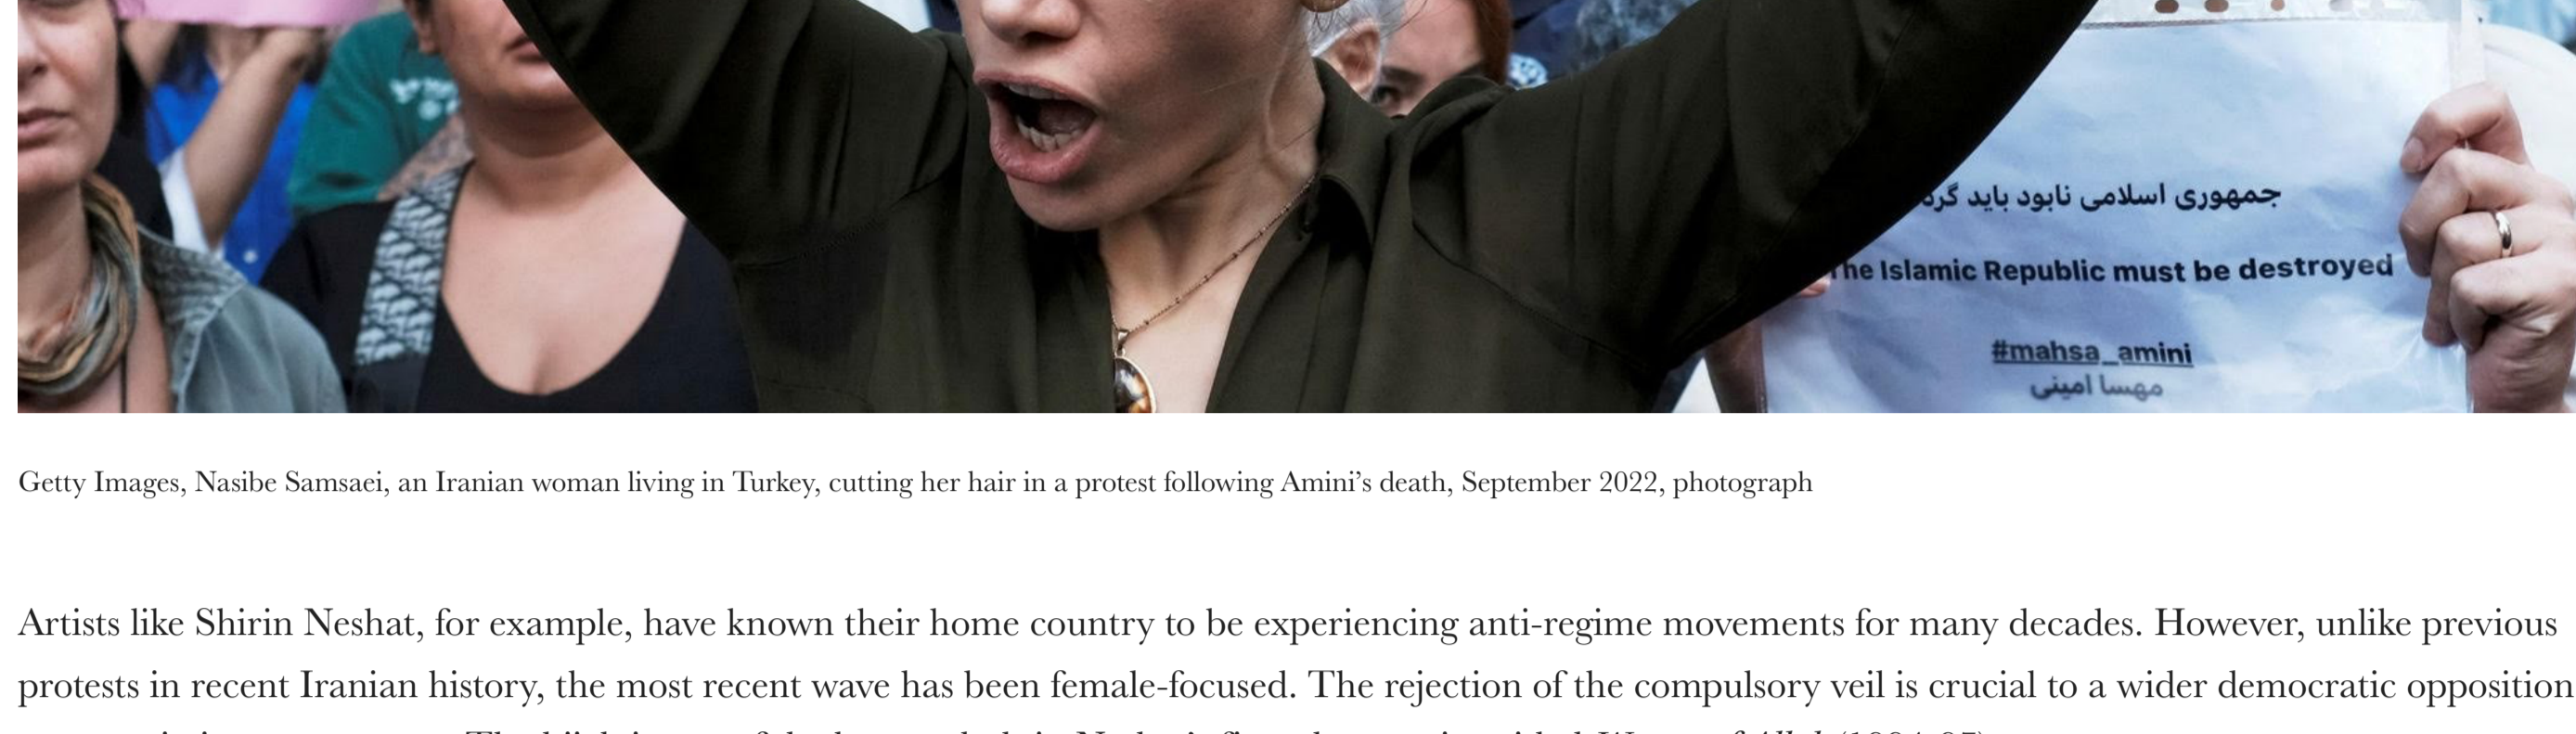 جمهوری اسلامی نابود باید
Islamic Republic must be destroyed
#mahsa_amini
مهسا امینی
Getty Images, Nasibe Samsaei, an Iranian woman living in Turkey, cutting her hair in a protest following Amini’s death, September 2022, photograph
Artists like Shirin Neshat, for example, have known their home country to be experiencing anti-regime movements for many decades. However, unlike previous
protests in recent Iranian history, the most recent wave has been female-focused. The rejection of the compulsory veil is crucial to a wider democratic opposition